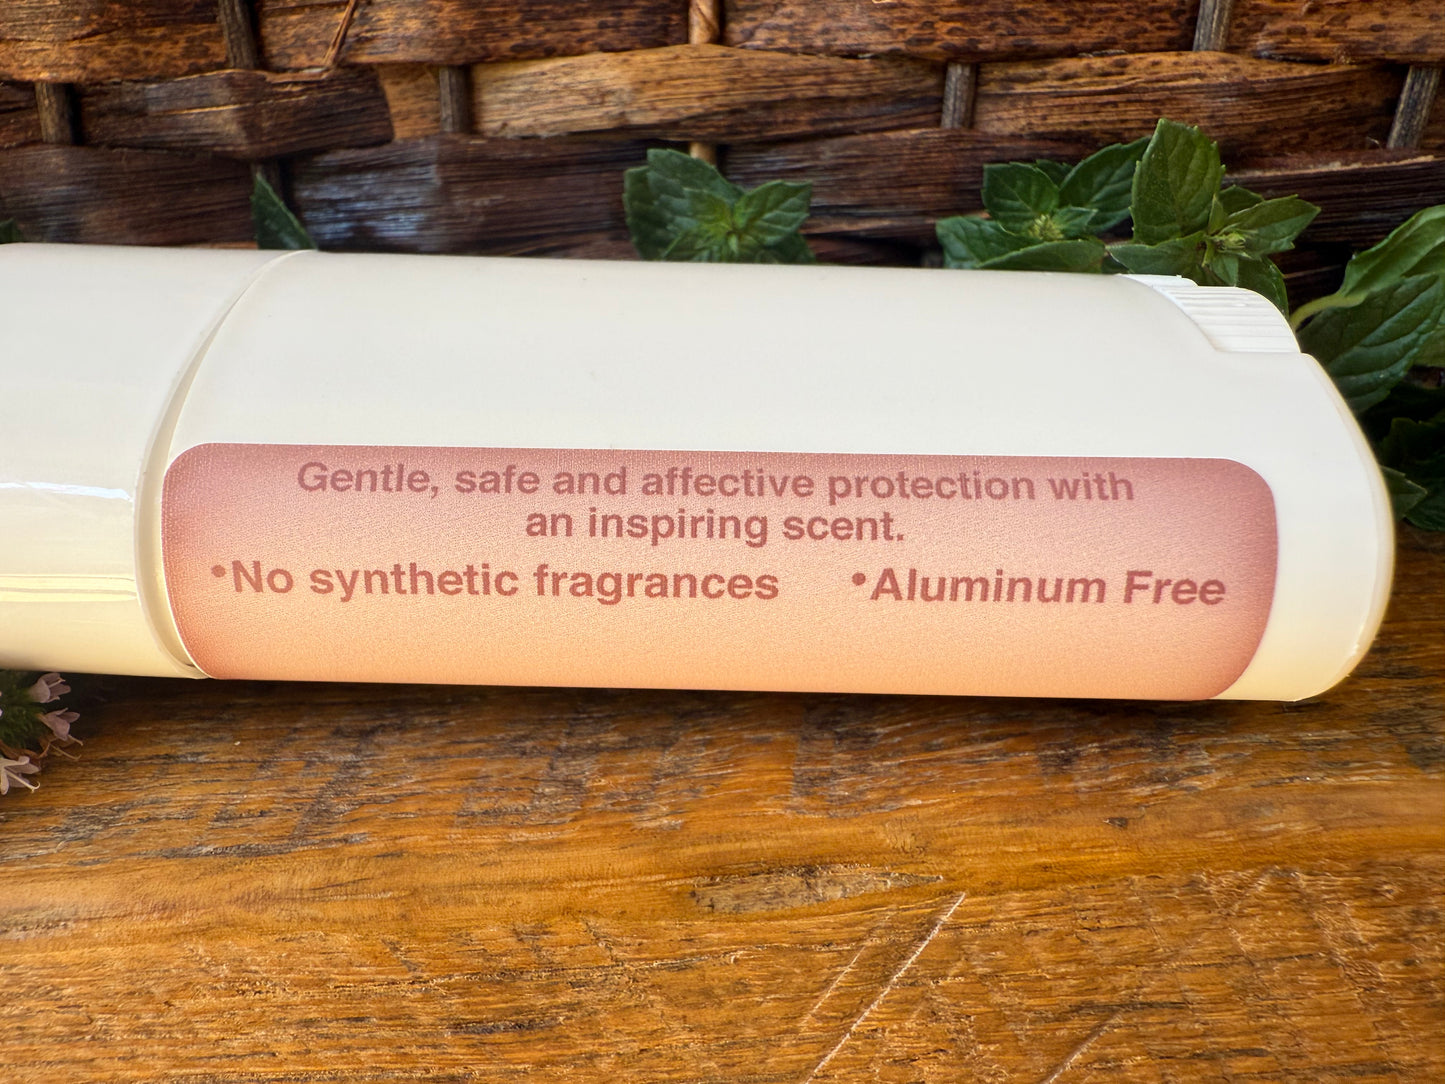 Gentle, safe and affective protection with
an inspiring scent.
•No synthetic fragrances •Aluminum Free